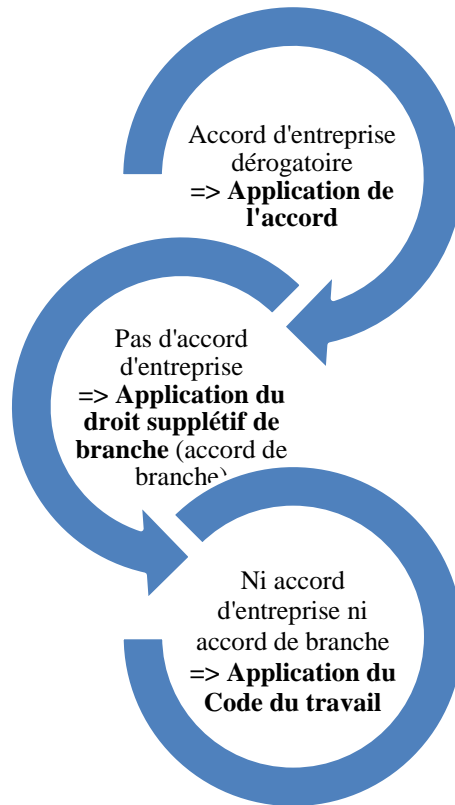 Accord d'entreprise
dérogatoire
=> Application de
l'accord
Pas d'accord
d'entreprise
=> Application du
droit supplétif de
branche (accord de
branche)
Ni accord
d'entreprise ni
accord de branche
=> Application du
Code du travail